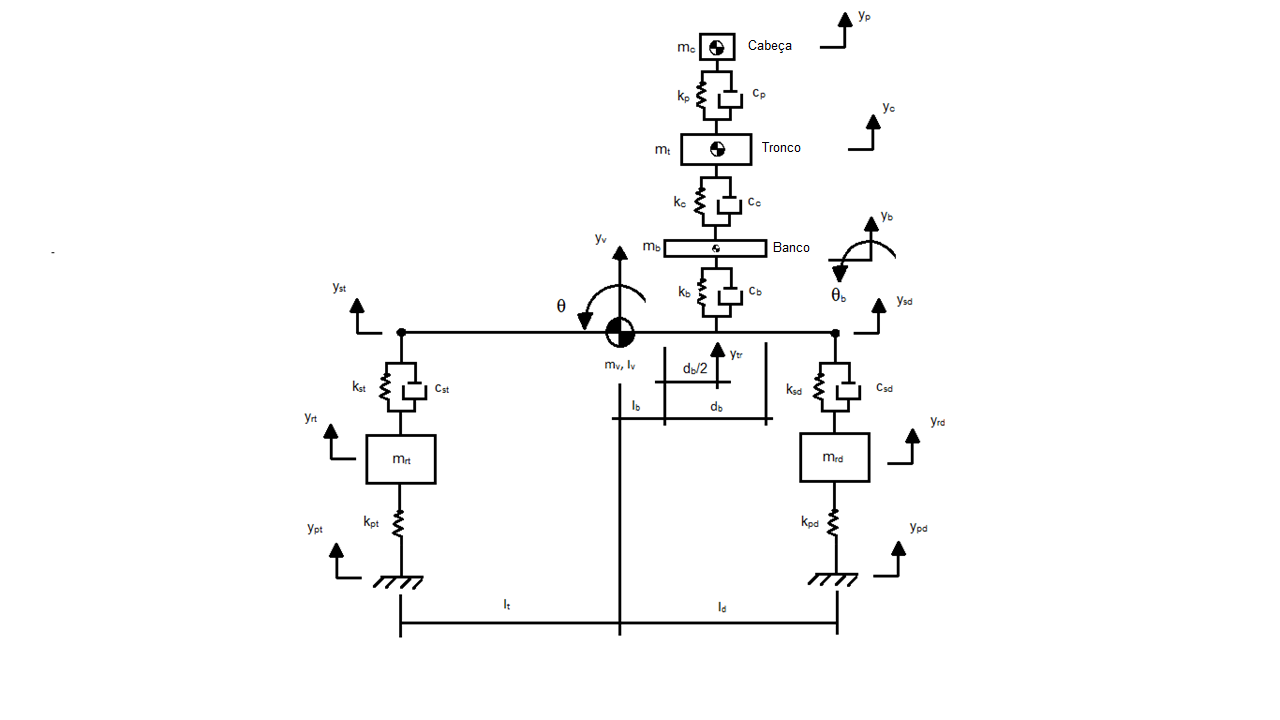 yp
mc Cabeça
kp cp
yc
mt Tronco
kc cc
yb
yv
mb Banco
kb cb
θb
θ
yst
ysd
mv, Iv
ytr
db/2
kst cst
ksd csd
lb db
yrt
yrd
mrt
mrd
kpt
kpd
ypt
ypd
lt
ld